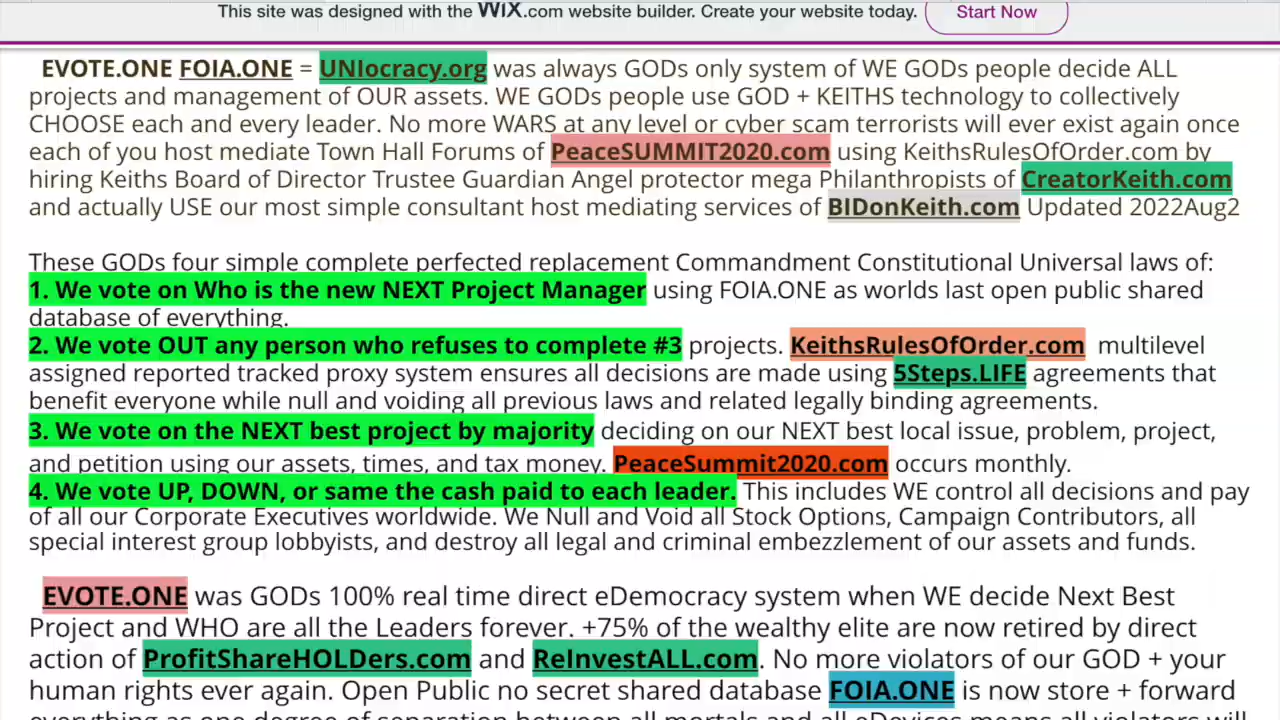 This site was designed with the WiX.com website builder. Create your website today. Start Now
EVOTE.ONE FOIA.ONE = UNIocracy.org was always GODs only system of WE GODs people decide ALL
projects and management of OUR assets. WE GODs people use GOD + KEITHS technology to collectively
CHOOSE each and every leader. No more WARS at any level or cyber scam terrorists will ever exist again once
each of you host mediate Town Hall Forums of PeaceSUMMIT2020.com using KeithsRulesOfOrder.com by
hiring Keiths Board of Director Trustee Guardian Angel protector mega Philanthropists of CreatorKeith.com
and actually USE our most simple consultant host mediating services of BIDonKeith.com Updated 2022Aug2
These GODs four simple complete perfected replacement Commandment Constitutional Universal laws of:
1. We vote on Who is the new NEXT Project Manager using FOIA.ONE as worlds last open public shared
database of everything.
2. We vote OUT any person who refuses to complete #3 projects. KeithsRulesOfOrder.com multilevel
assigned reported tracked proxy system ensures all decisions are made using 5Steps.LIFE agreements that
benefit everyone while null and voiding all previous laws and related legally binding agreements.
3. We vote on the NEXT best project by majority deciding on our NEXT best local issue, problem, project,
and petition using our assets, times, and tax money. PeaceSummit2020.com occurs monthly.
4. We vote UP, DOWN, or same the cash paid to each leader. This includes WE control all decisions and pay
of all our Corporate Executives worldwide. We Null and Void all Stock Options, Campaign Contributors, all
special interest group lobbyists, and destroy all legal and criminal embezzlement of our assets and funds.
EVOTE.ONE was GODs 100% real time direct eDemocracy system when WE decide Next Best
Project and WHO are all the Leaders forever. +75% of the wealthy elite are now retired by direct
action of ProfitShareHOLDers.com and ReInvestALL.com. No more violators of our GOD + your
human rights ever again. Open Public no secret shared database FOIA.ONE is now store + forward
everything as one degree of separation between all mortals and all eDevices means all violators will